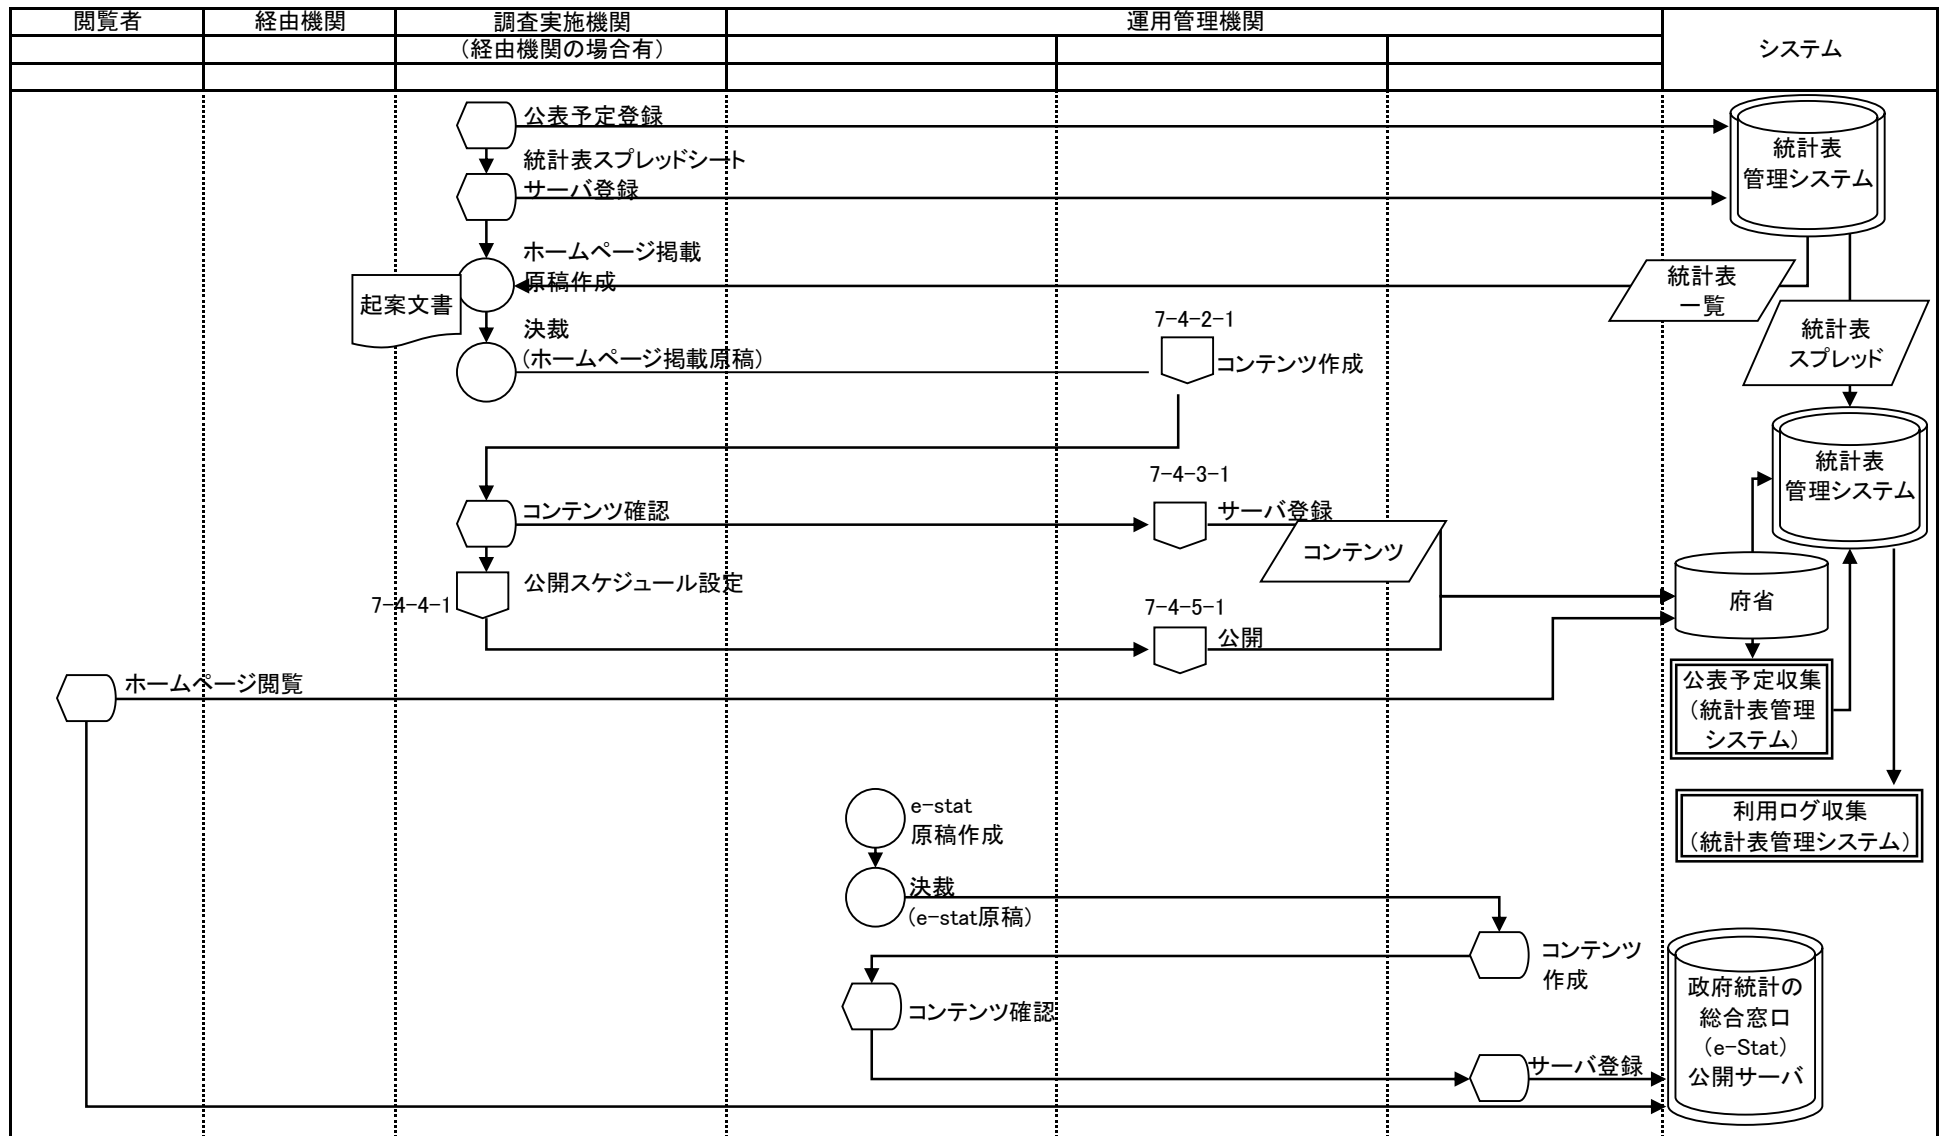 閲覧者
経由機関
調査実施機関
（経由機関の場合有）
運用管理機関
システム
公表予定登録
統計表スプレッドシート
サーバ登録
統計表
管理システム
ホームページ掲載
原稿作成
起案文書
統計表
一覧
決裁
（ホームページ掲載原稿）
7-4-2-1
コンテンツ作成
統計表
スプレッド
7-4-3-1
コンテンツ確認
サーバ登録
統計表
管理システム
コンテンツ
公開スケジュール設定
7-4-4-1
7-4-5-1
公開
府省
ホームページ閲覧
公表予定収集
（統計表管理
システム）
e-stat
原稿作成
利用ログ収集
（統計表管理システム）
決裁
（e-stat原稿）
コンテンツ
作成
コンテンツ確認
政府統計の
総合窓口
（e-Stat）
公開サーバ
サーバ登録